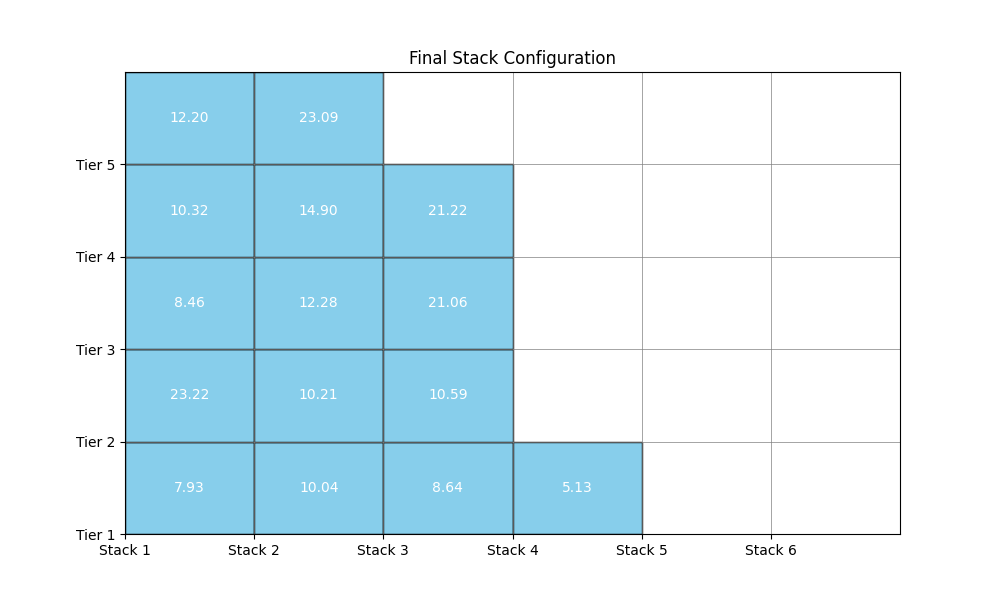 Final Stack Configuration
12.20 23.09
Tier 5
10.32 14.90 21.22
Tier 4
8.46 12.28 21.06
Tier 3
23.22 10.21 10.59
Tier 2
7.93 10.04 8.64 5.13
Tier 1
Stack 1 Stack 2 Stack 3 Stack 4 Stack 5 Stack 6